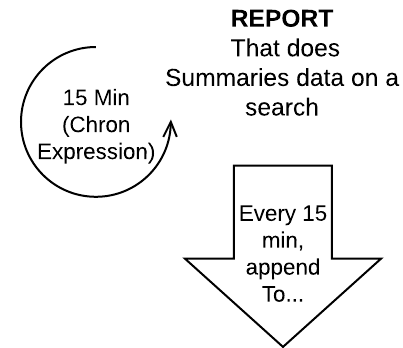 REPORT
That does
Summaries data on a
search
15 Min
(Chron
Expression)
Every 15
min,
append
To...